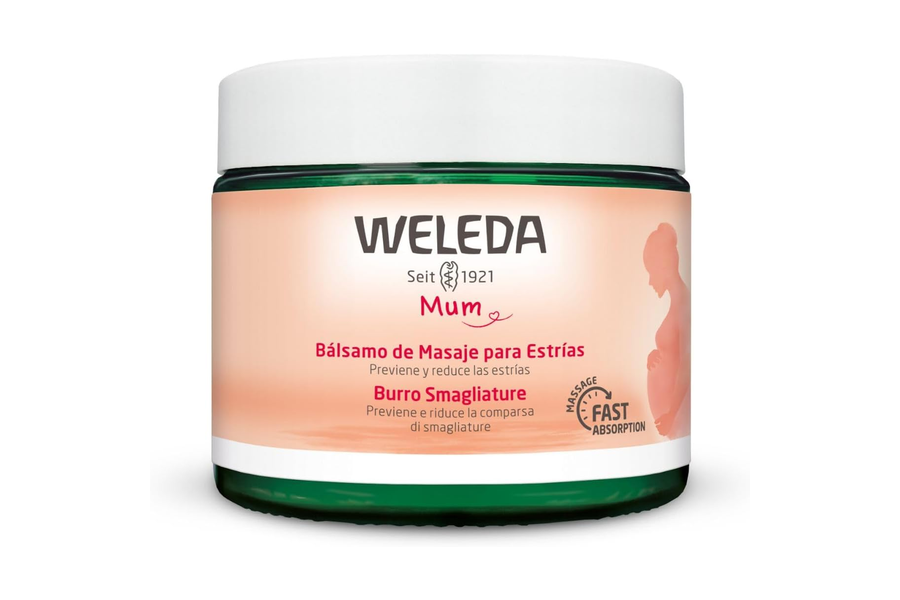 WELEDA
Seit 1921
Mum
Bálsamo de Masaje para Estrías
Previene y reduce las estrías
Burro Smagliature
Previene e riduce la comparsa
di smagliature
MASSAGE
FAST
ABSORPTION